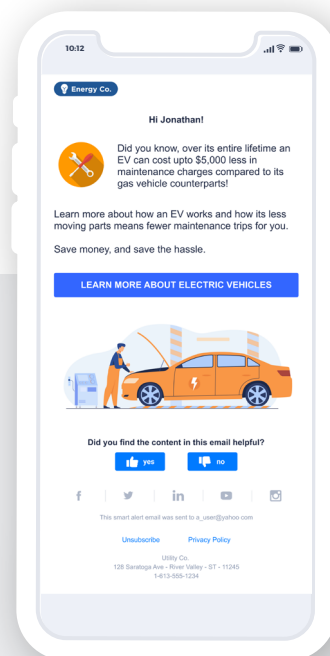 10:12
Energy Co.
Hi Jonathan!
Did you know, over its entire lifetime an
EV can cost upto $5,000 less in
maintenance charges compared to its
gas vehicle counterparts!
Learn more about how an EV works and how its less
moving parts means fewer maintenance trips for you.
Save money, and save the hassle.
LEARN MORE ABOUT ELECTRIC VEHICLES
Did you find the content in this email helpful?
yes no
f in
This smart alert email was sent to a_user@yahoo com
Unsubscribe Privacy Policy
Utility Co.
128 Saratoga Ave - River Valley - ST - 11245
1-613-555-1234